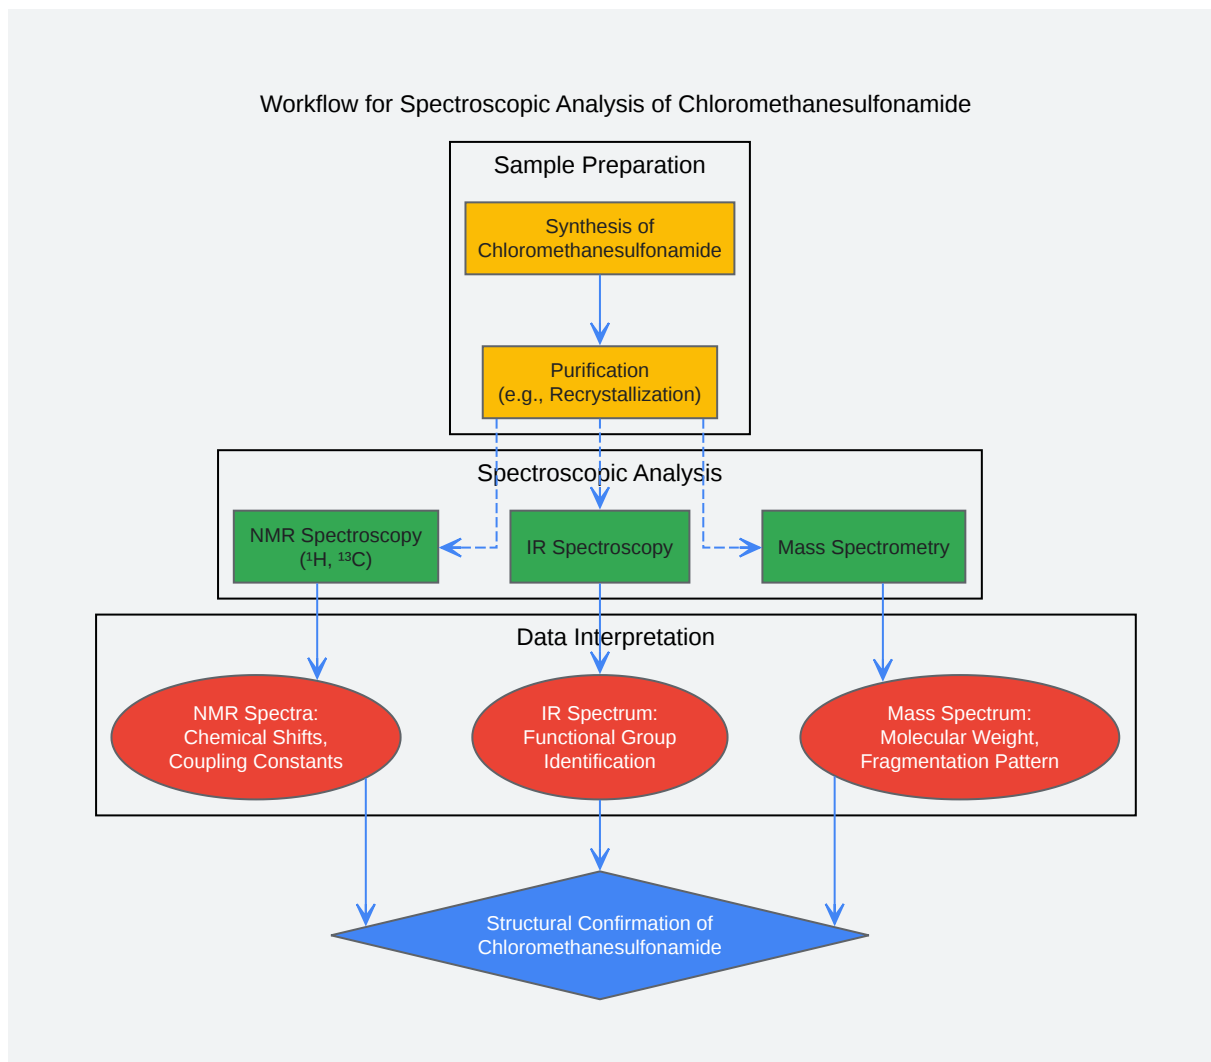 Workflow for Spectroscopic Analysis of Chloromethanesulfonamide
Sample Preparation
Synthesis of
Chloromethanesulfonamide
Purification
(e.g., Recrystallization)
Spectroscopic Analysis
NMR Spectroscopy
(¹H, ¹³C)
IR Spectroscopy
Mass Spectrometry
Data Interpretation
NMR Spectra:
Chemical Shifts,
Coupling Constants
IR Spectrum:
Functional Group
Identification
Mass Spectrum:
Molecular Weight,
Fragmentation Pattern
Structural Confirmation of
Chloromethanesulfonamide